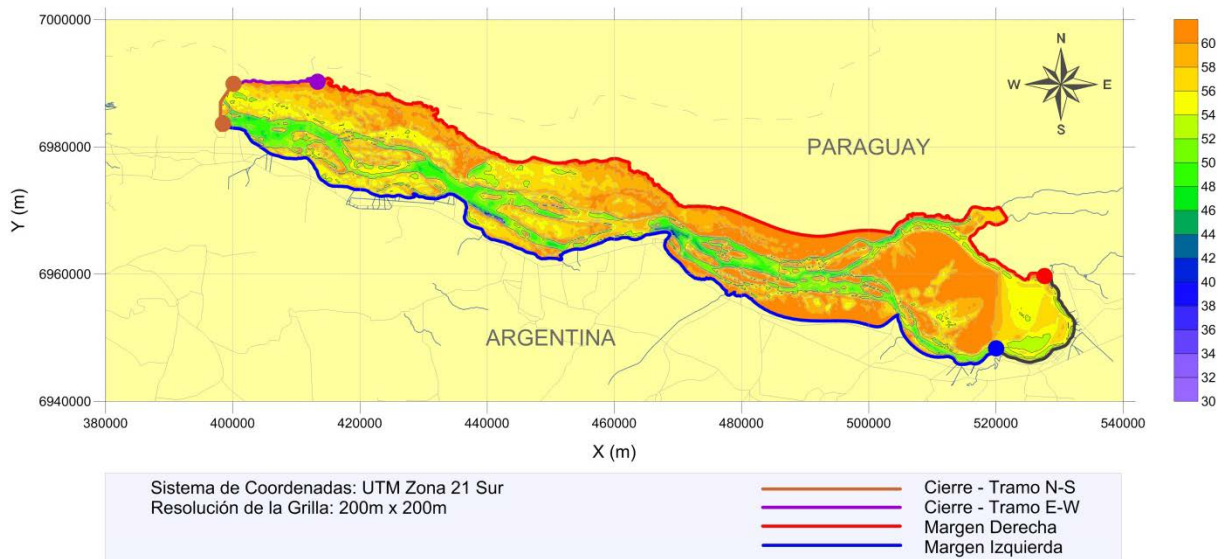 7000000
6980000
6960000
6940000
Y (m)
N
W E
S
PARAGUAY
ARGENTINA
60
58
56
54
52
50
48
46
44
42
40
38
36
34
32
30
380000 400000 420000 440000 460000 480000 500000 520000 540000
X (m)
Sistema de Coordenadas: UTM Zona 21 Sur
Resolución de la Grilla: 200m x 200m
Cierre - Tramo N-S
Cierre - Tramo E-W
Margen Derecha
Margen Izquierda